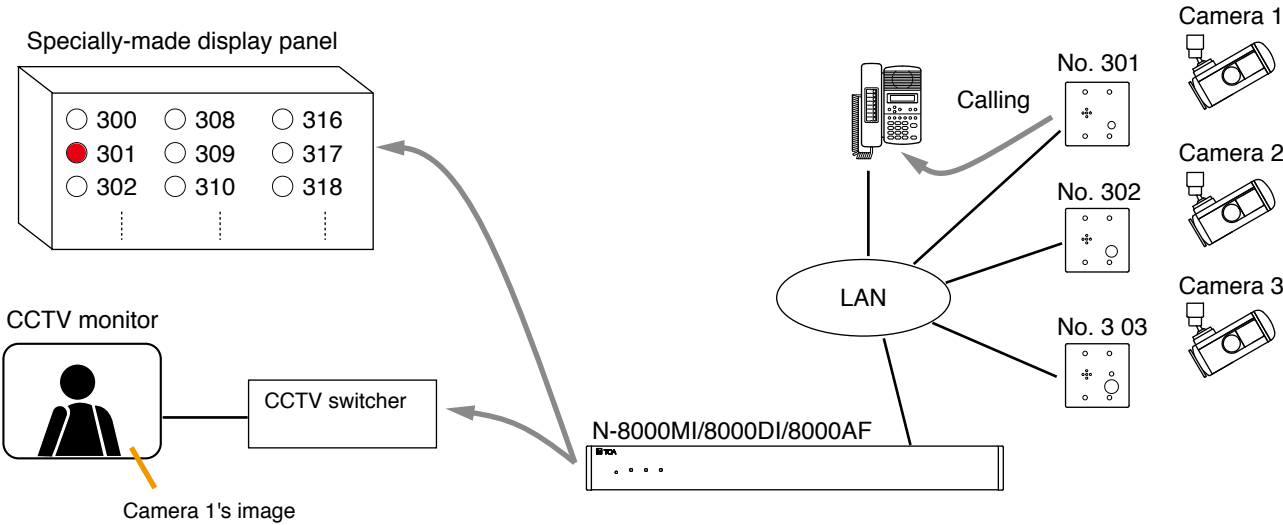 Camera 1
Specially-made display panel
No. 301
Calling
300 308 316
301 309 317
302 310 318
Camera 2
No. 302
LAN
Camera 3
CCTV monitor
No. 3 03
CCTV switcher
N-8000MI/8000DI/8000AF
TOA
Camera 1's image